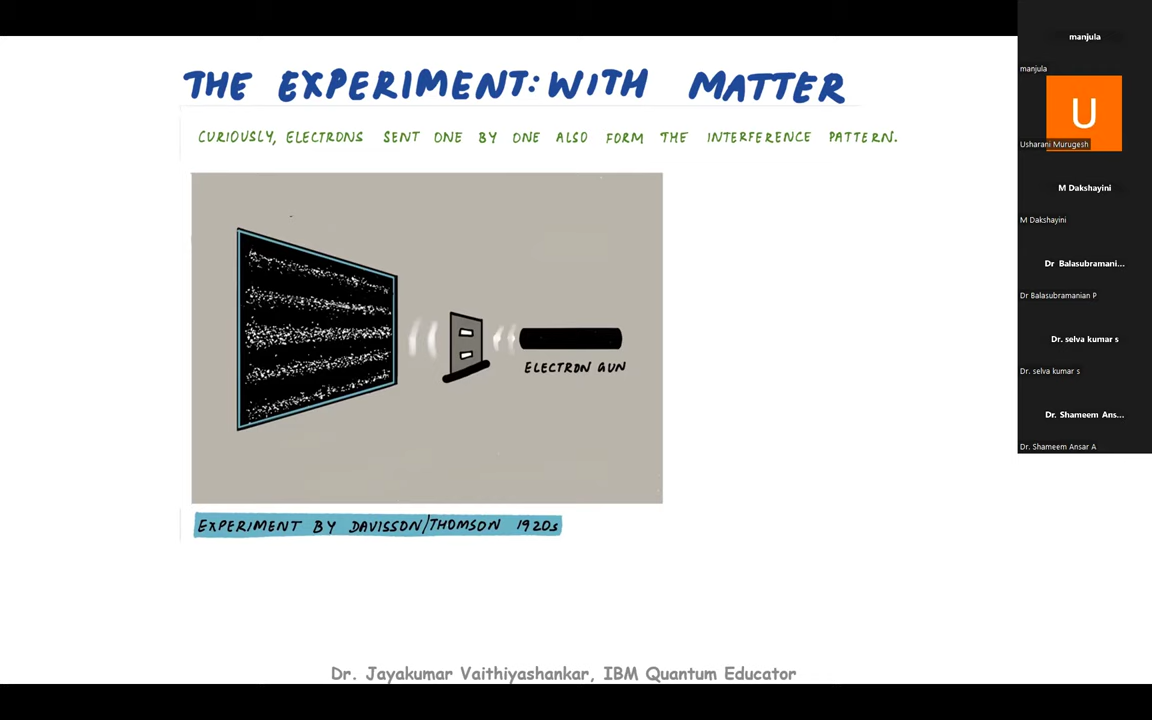 THE EXPERIMENT: WITH MATTER
CURIOUSLY, ELECTRONS SENT ONE BY ONE ALSO FORM THE INTERFERENCE PATTERN.
ELECTRON GUN
EXPERIMENT BY DAVISSON/THOMSON 1920s
Dr. Jayakumar Vaithiyashankar, IBM Quantum Educator
manjula
manjula
U
Usharani Murugesh
M Dakshayini
M Dakshayini
Dr Balasubramani...
Dr Balasubramanian P
Dr. selva kumar s
Dr. selva kumar s
Dr. Shameem Ans...
Dr. Shameem Ansar A